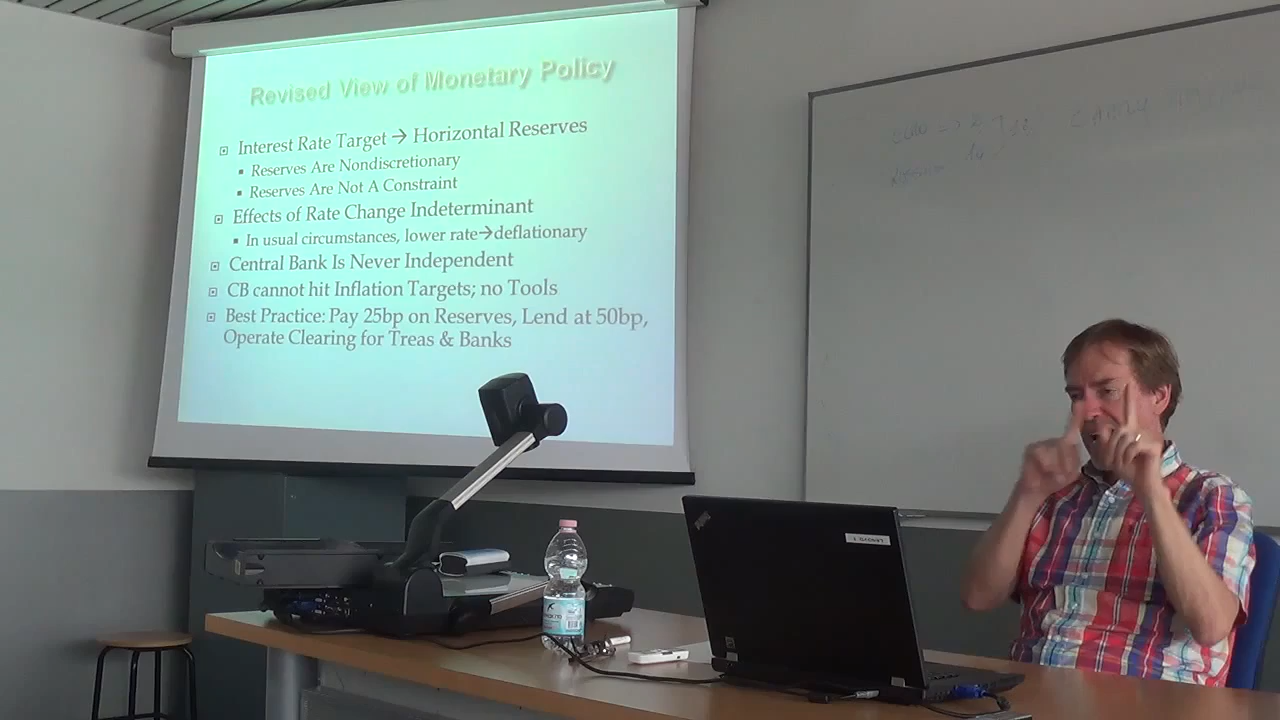 Revised View of Monetary Policy
Interest Rate Target → Horizontal Reserves
Reserves Are Nondiscretionary
Reserves Are Not A Constraint
Effects of Rate Change Indeterminant
In usual circumstances, lower rate→deflationary
Central Bank Is Never Independent
CB cannot hit Inflation Targets; no Tools
Best Practice: Pay 25bp on Reserves, Lend at 50bp,
Operate Clearing for Treas & Banks